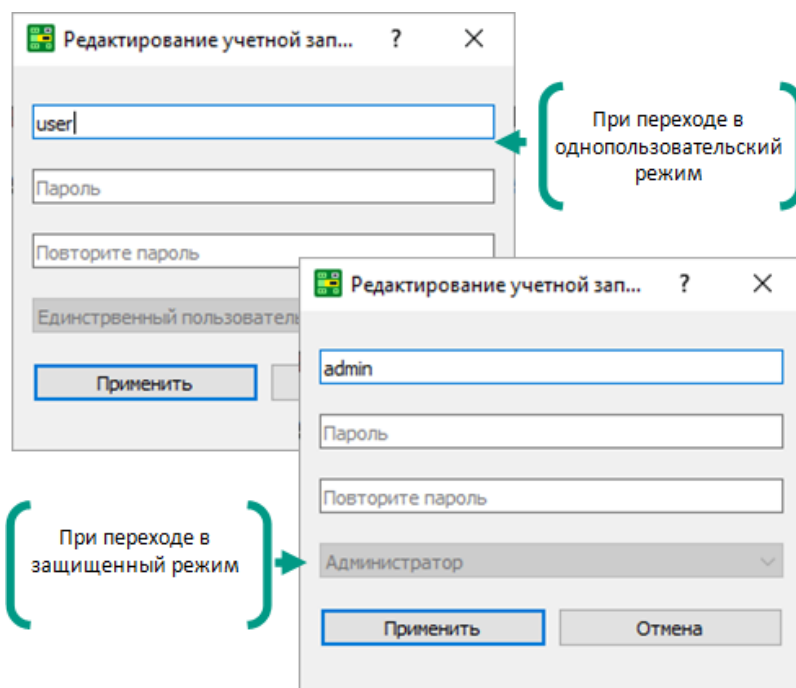 Редактирование учетной зап...
?
user
Пароль
Повторите пароль
Единстрвенный пользователь
Применить
При переходе в
однопользовательский
режим
Редактирование учетной зап...
?
admin
Пароль
Повторите пароль
Администратор
Применить
Отмена
При переходе в
защищенный режим